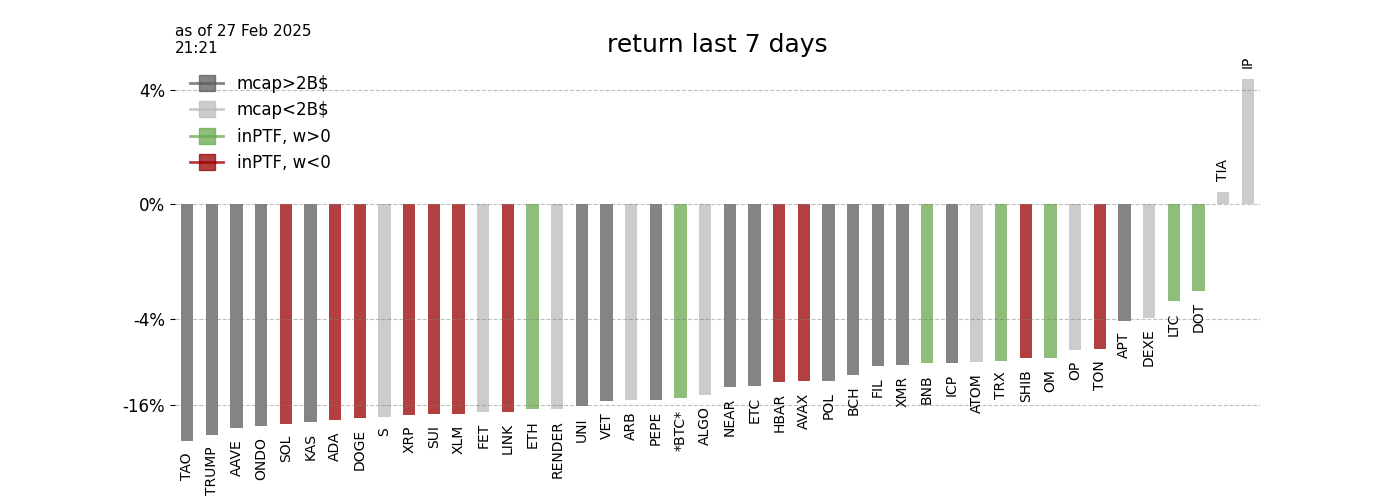 as of 27 Feb 2025
21:21
return last 7 days
mcap>2B$
mcap<2B$
inPTF, w>0
inPTF, w<0
4%
0%
-4%
-16%
TAO
TRUMP
AAVE
ONDO
SOL
KAS
ADA
DOGE
S
XRP
SUI
XLM
FET
LINK
ETH
RENDER
UNI
VET
ARB
PEPE
*BTC*
ALGO
NEAR
ETC
HBAR
AVAX
POL
BCH
FIL
XMR
BNB
ICP
ATOM
TRX
SHIB
OM
OP
TON
APT
DEXE
LTC
DOT
TIA
IP